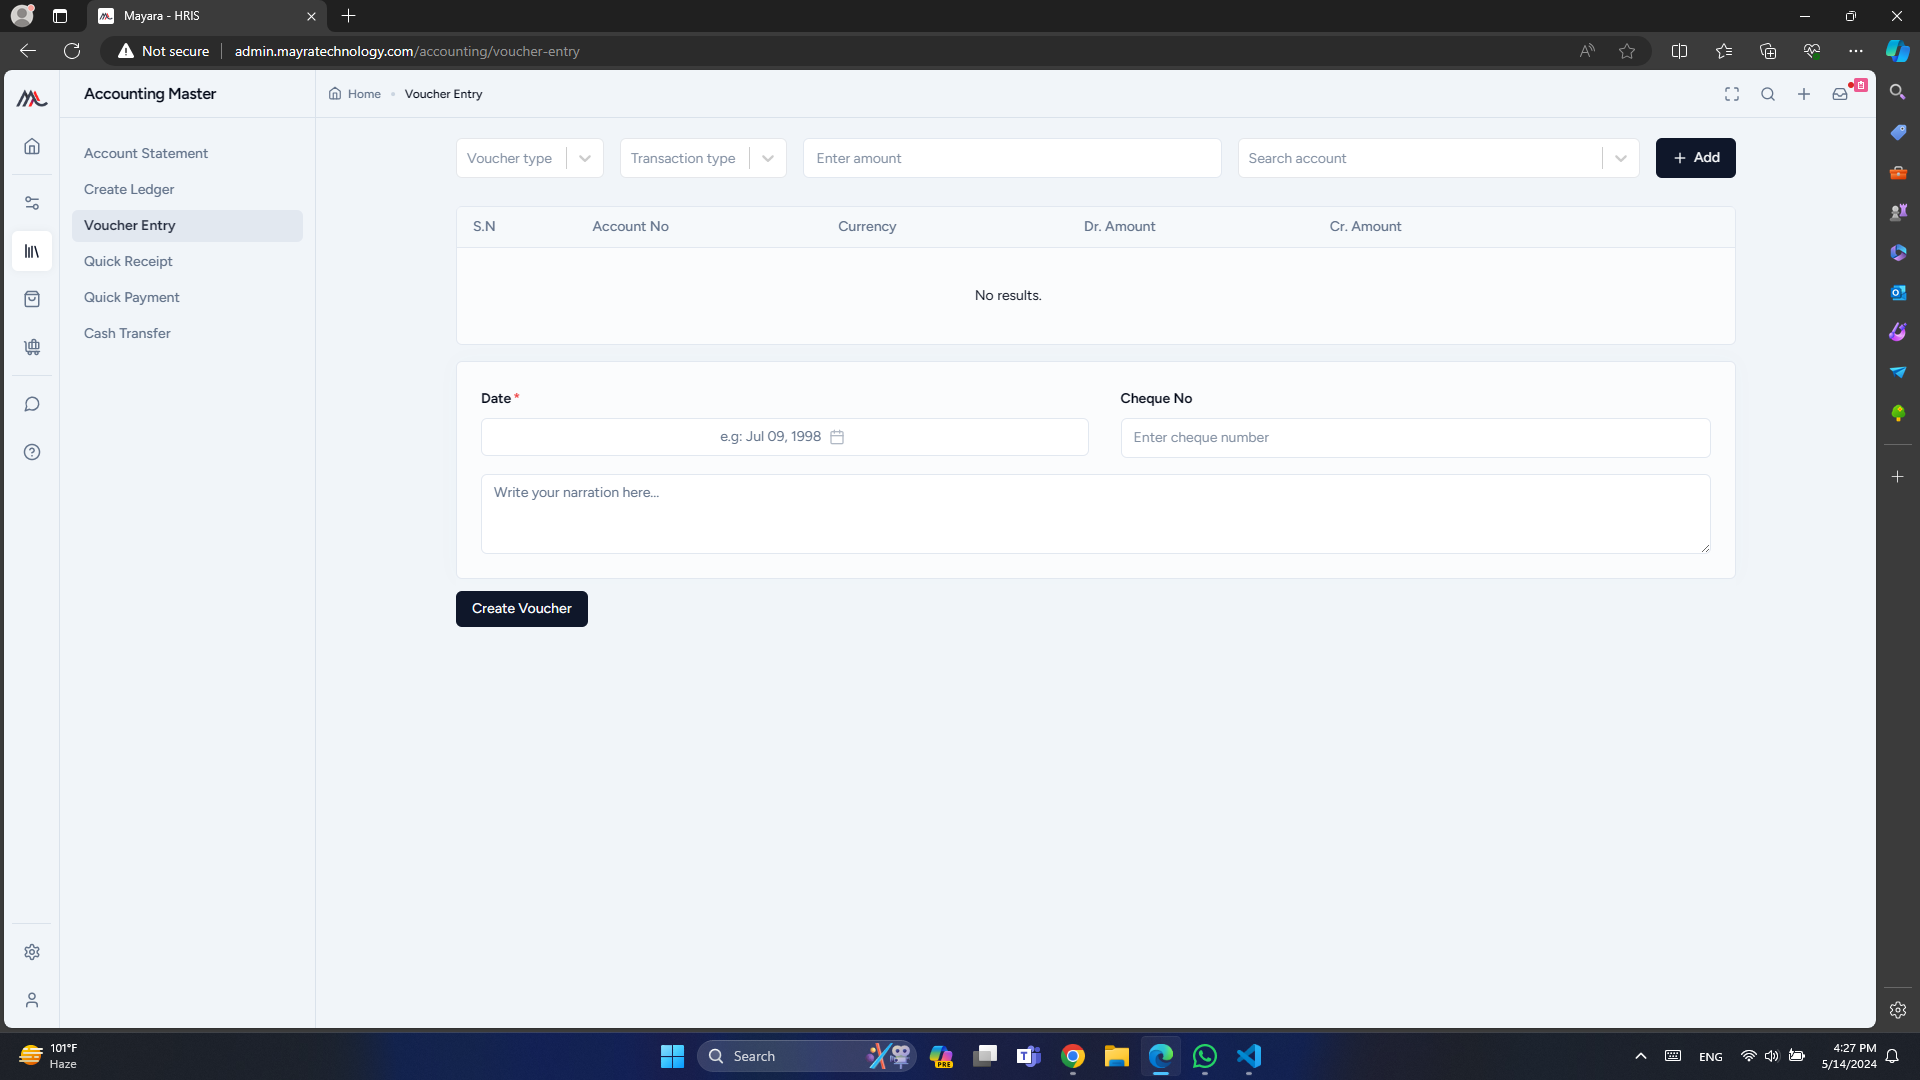 Mayara - HRIS
Not secure
admin.mayratechnology.com/accounting/voucher-entry
Accounting Master
Home
Voucher Entry
Account Statement
Create Ledger
Voucher Entry
Quick Receipt
Quick Payment
Cash Transfer
Voucher type
Transaction type
Enter amount
Search account
Add
S.N Account No Currency Dr. Amount Cr. Amount
No results.
Date*
Cheque No
e.g: Jul 09, 1998
Enter cheque number
Write your narration here...
Create Voucher
101°F
Haze
Search
PRE
ENG
4:27 PM
5/14/2024